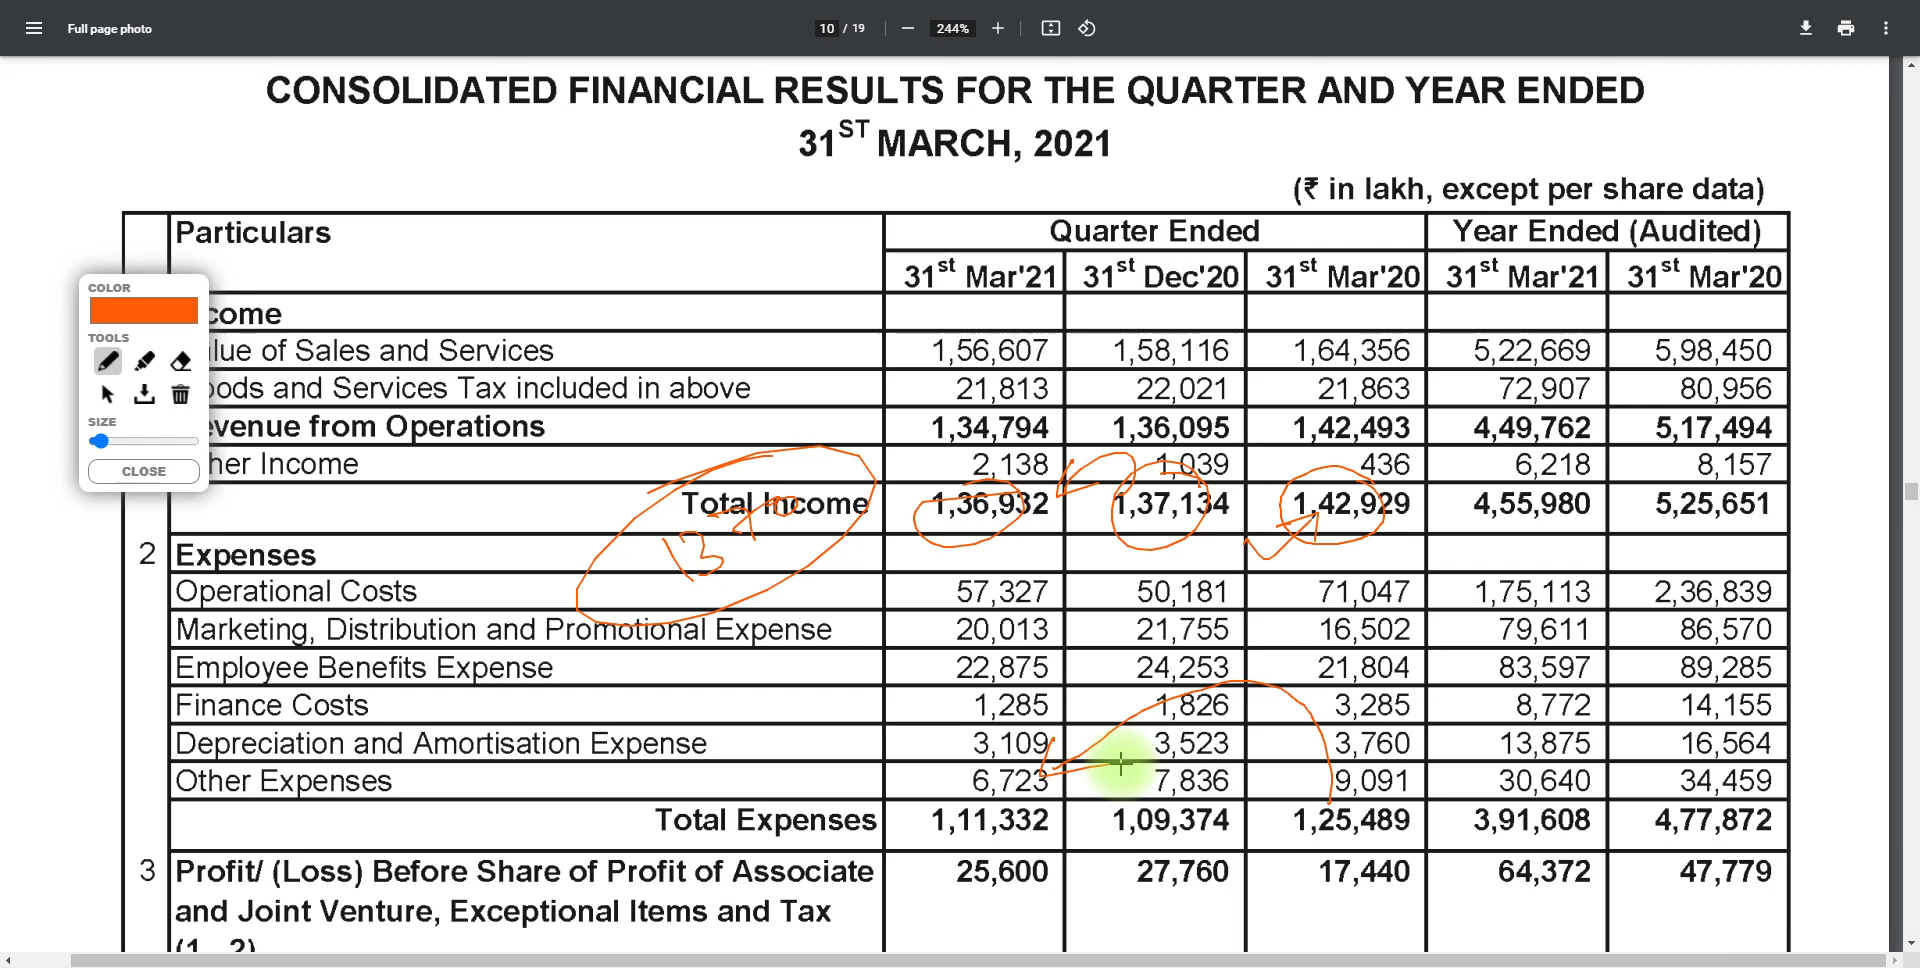 Full page photo
10 / 19
244%
CONSOLIDATED FINANCIAL RESULTS FOR THE QUARTER AND YEAR ENDED
31ST MARCH, 2021
(₹ in lakh, except per share data)
Particulars Quarter Ended Year Ended (Audited)
31st Mar'21 31st Dec'20 31st Mar'20 31st Mar'21 31st Mar'20
COLOR
come
TOOLS
lue of Sales and Services 1,56,607 1,58,116 1,64,356 5,22,669 5,98,450
oods and Services Tax included in above 21,813 22,021 21,863 72,907 80,956
SIZE
evenue from Operations 1,34,794 1,36,095 1,42,493 4,49,762 5,17,494
her Income 2,138 1,039 436 6,218 8,157
CLOSE
Total Income 1,36,932 1,37,134 1,42,929 4,55,980 5,25,651
2 Expenses
Operational Costs 57,327 50,181 71,047 1,75,113 2,36,839
Marketing, Distribution and Promotional Expense 20,013 21,755 16,502 79,611 86,570
Employee Benefits Expense 22,875 24,253 21,804 83,597 89,285
Finance Costs 1,285 1,826 3,285 8,772 14,155
Depreciation and Amortisation Expense 3,109 3,523 3,760 13,875 16,564
Other Expenses 6,723 7,836 9,091 30,640 34,459
Total Expenses 1,11,332 1,09,374 1,25,489 3,91,608 4,77,872
3 Profit/ (Loss) Before Share of Profit of Associate 25,600 27,760 17,440 64,372 47,779
and Joint Venture, Exceptional Items and Tax